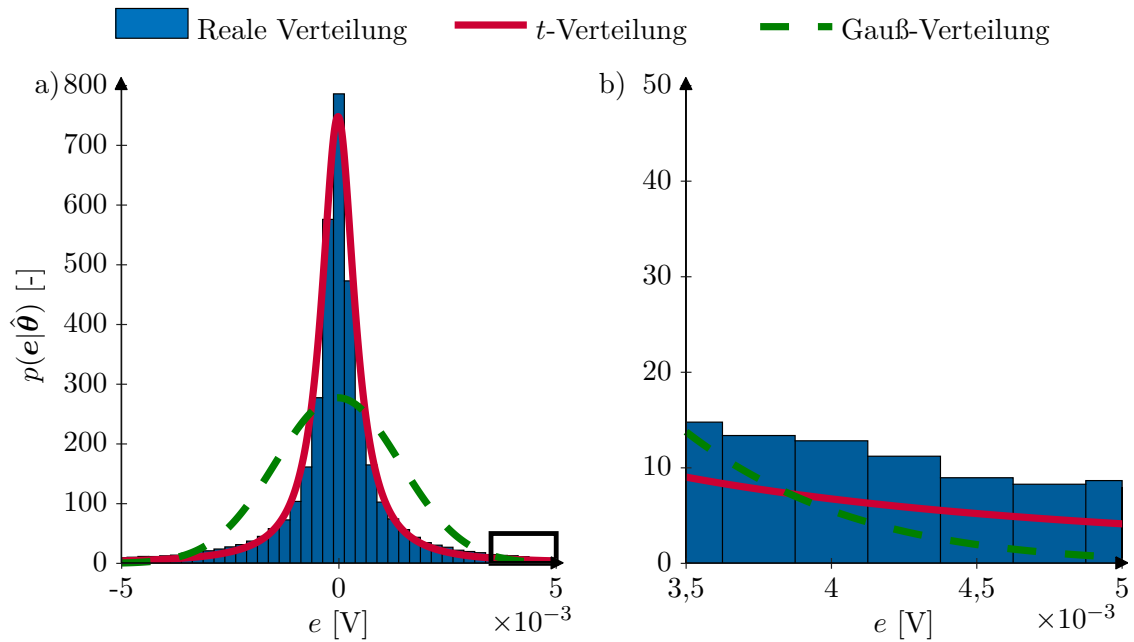 Reale Verteilung t-Verteilung Gauß-Verteilung
a)
800
700
600
500
400
300
200
100
0
p(e|θ̂) [-]
-5 0 5
e [V] ×10⁻³
b)
50
40
30
20
10
0
3,5 4 4,5 5
e [V] ×10⁻³